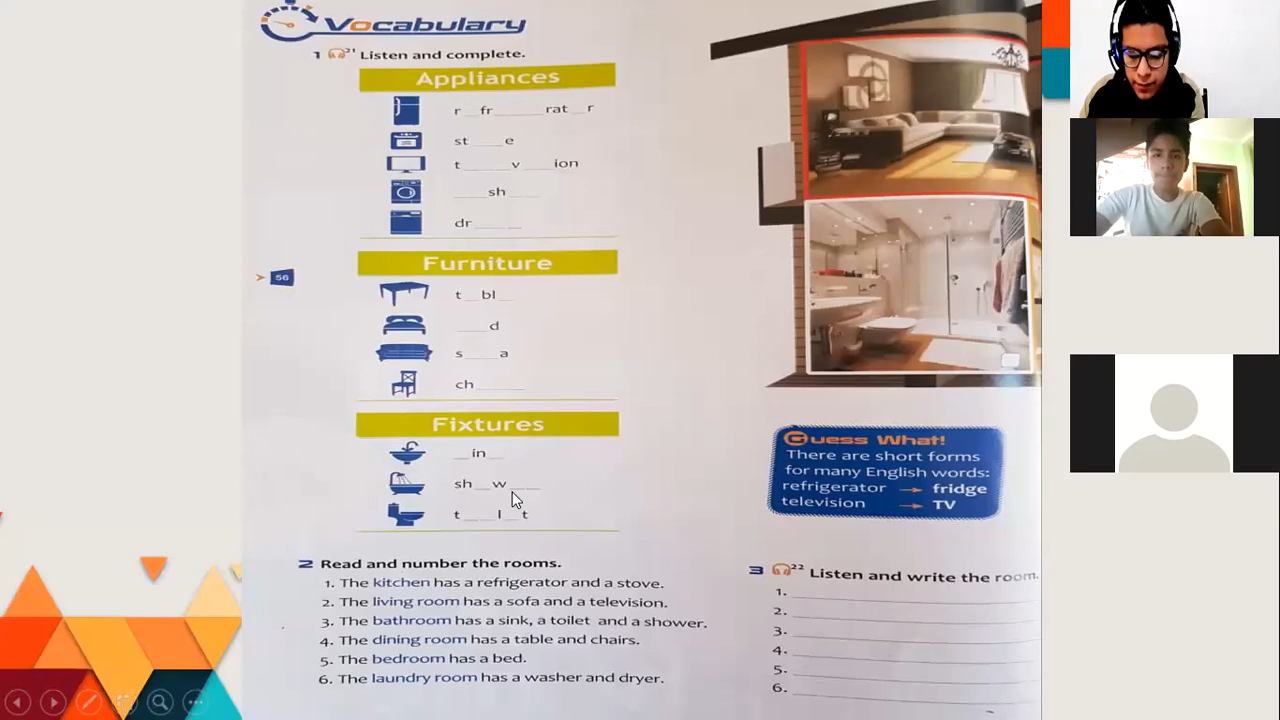 Vocabulary
1 21 Listen and complete.
Appliances
r__fr____rat__r
st____e
t____v____ion
____sh____
dr____
Furniture
t__bl__
____d
s____a
ch____
Fixtures
__in__
sh__w____
t____l__t
56
Guess What!
There are short forms
for many English words:
refrigerator → fridge
television → TV
2 Read and number the rooms.
1. The kitchen has a refrigerator and a stove.
2. The living room has a sofa and a television.
3. The bathroom has a sink, a toilet and a shower.
4. The dining room has a table and chairs.
5. The bedroom has a bed.
6. The laundry room has a washer and dryer.
3 22 Listen and write the room.
1.
2.
3.
4.
5.
6.